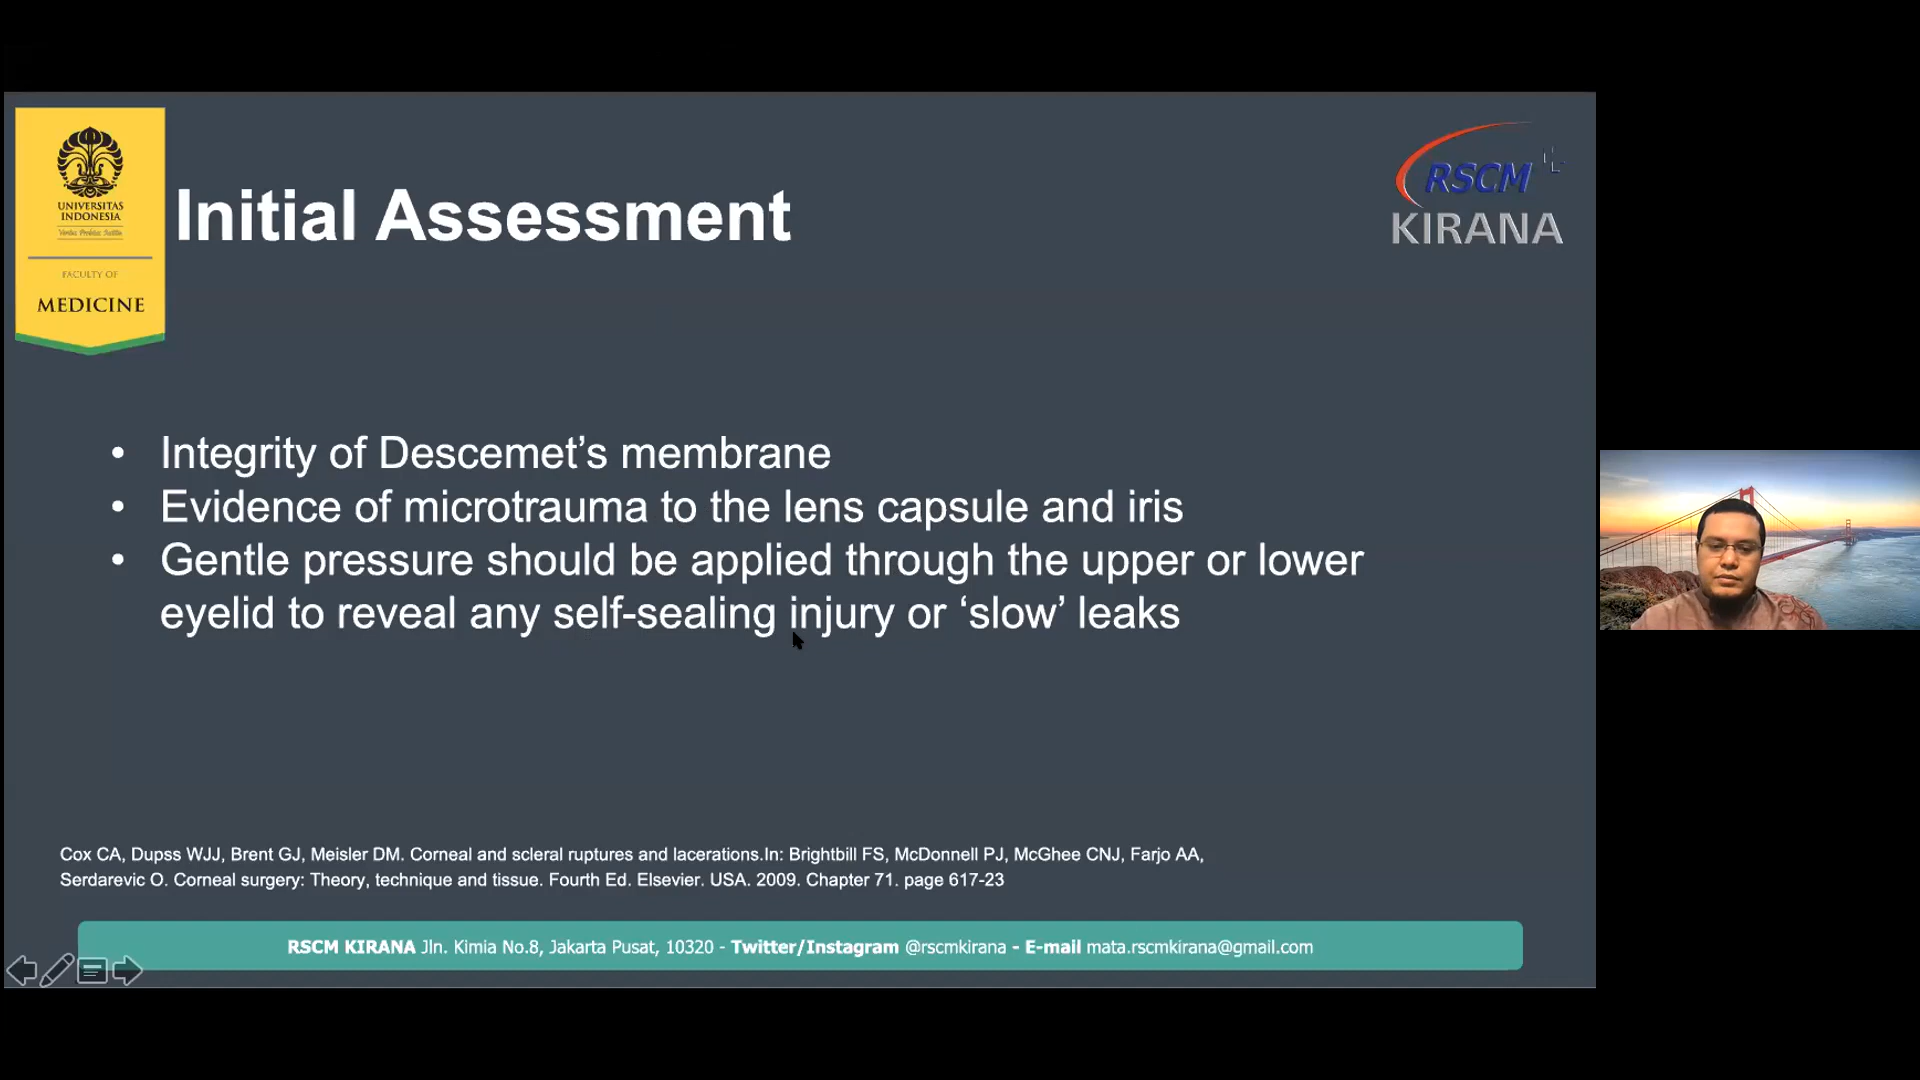 UNIVERSITAS
INDONESIA
Veritas, Probitas, Iustitia
FACULTY OF
MEDICINE
Initial Assessment
RSCM
KIRANA
• Integrity of Descemet’s membrane
• Evidence of microtrauma to the lens capsule and iris
• Gentle pressure should be applied through the upper or lower
eyelid to reveal any self-sealing injury or ‘slow’ leaks
Cox CA, Dupss WJJ, Brent GJ, Meisler DM. Corneal and scleral ruptures and lacerations.In: Brightbill FS, McDonnell PJ, McGhee CNJ, Farjo AA,
Serdarevic O. Corneal surgery: Theory, technique and tissue. Fourth Ed. Elsevier. USA. 2009. Chapter 71. page 617-23
RSCM KIRANA Jln. Kimia No.8, Jakarta Pusat, 10320 - Twitter/Instagram @rscmkirana - E-mail mata.rscmkirana@gmail.com